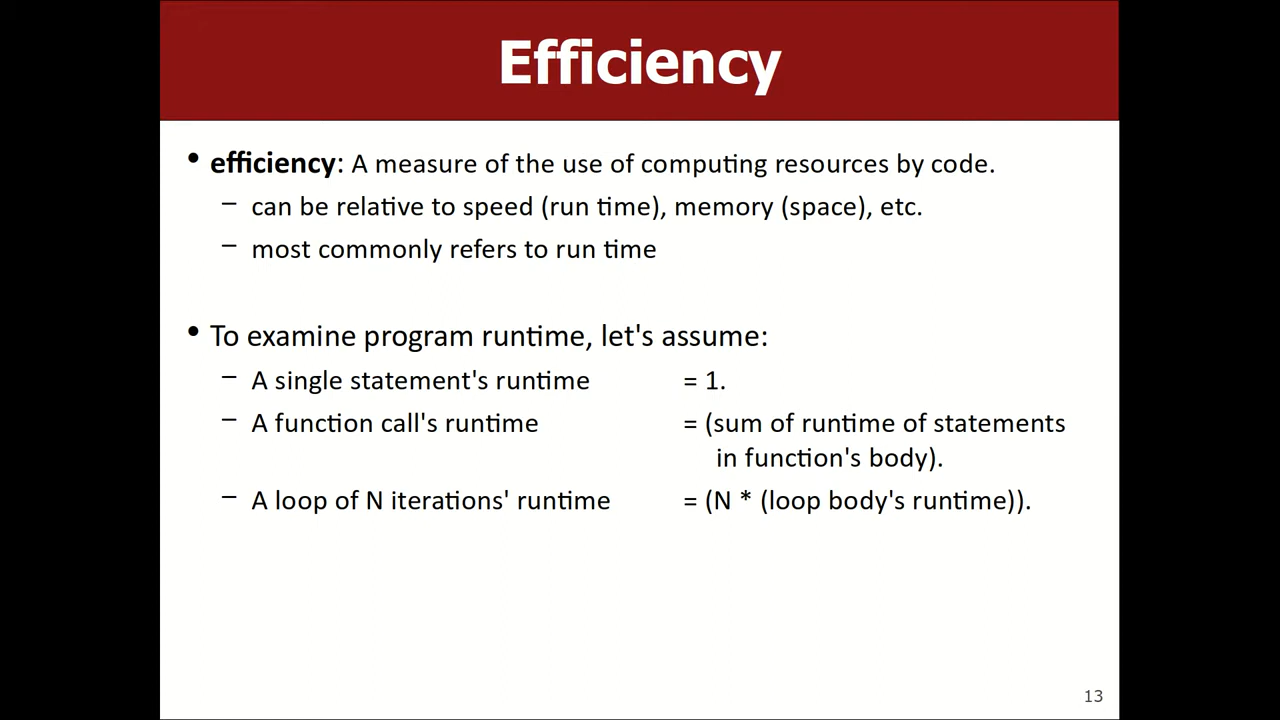 Efficiency
• efficiency: A measure of the use of computing resources by code.
– can be relative to speed (run time), memory (space), etc.
– most commonly refers to run time
• To examine program runtime, let's assume:
– A single statement's runtime = 1.
– A function call's runtime = (sum of runtime of statements
in function's body).
– A loop of N iterations' runtime = (N * (loop body's runtime)).
13